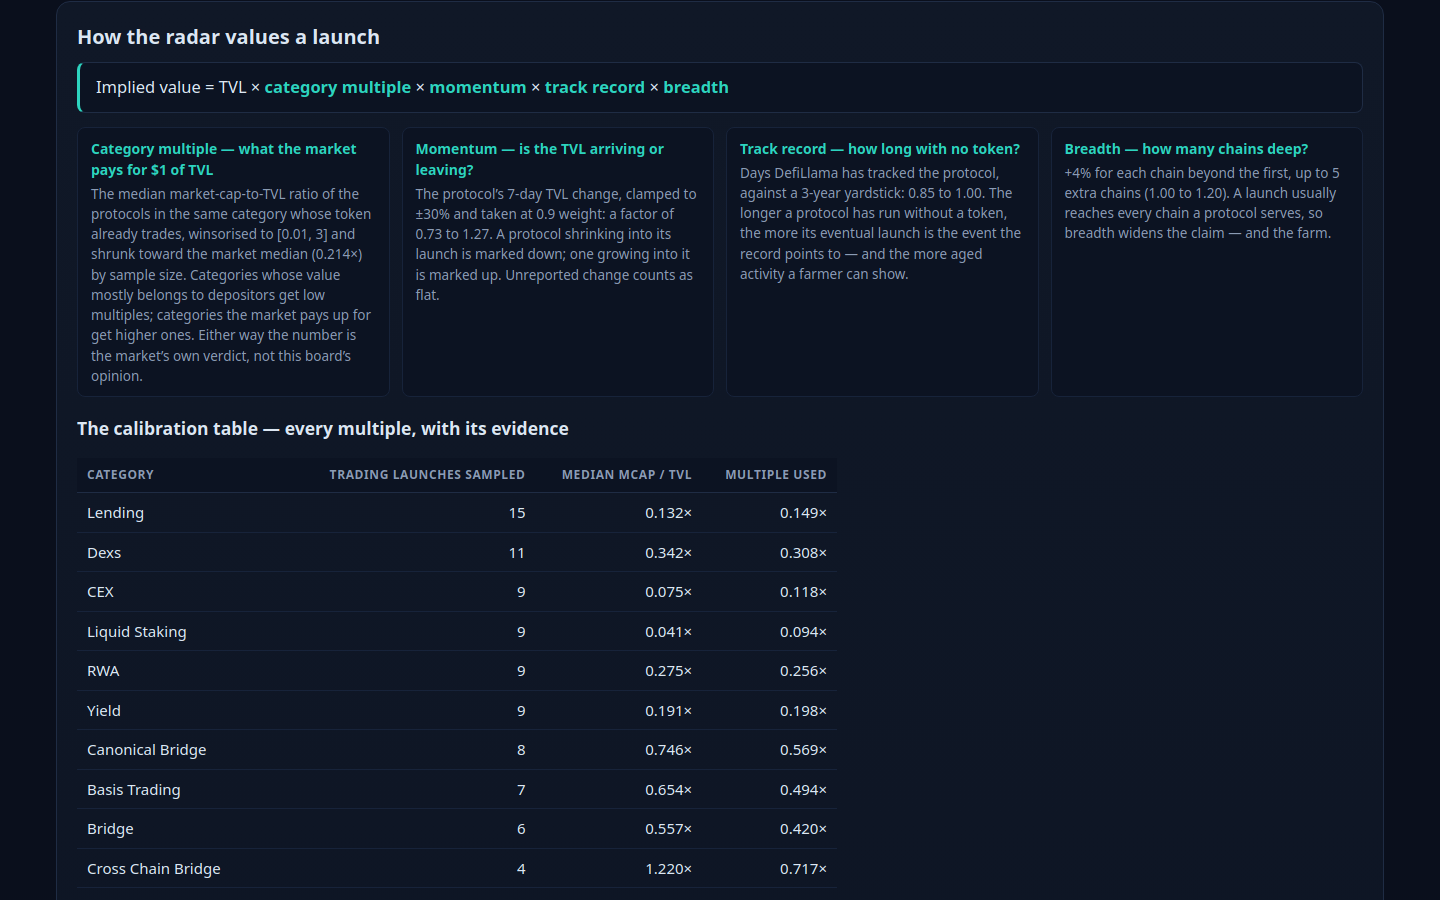 How the radar values a launch
Implied value = TVL × category multiple × momentum × track record × breadth
Category multiple — what the market
pays for $1 of TVL
The median market-cap-to-TVL ratio of the
protocols in the same category whose token
already trades, winsorised to [0.01, 3] and
shrunk toward the market median (0.214×)
by sample size. Categories whose value
mostly belongs to depositors get low
multiples; categories the market pays up for
get higher ones. Either way the number is
the market’s own verdict, not this board’s
opinion.
Momentum — is the TVL arriving or
leaving?
The protocol’s 7-day TVL change, clamped to
±30% and taken at 0.9 weight: a factor of
0.73 to 1.27. A protocol shrinking into its
launch is marked down; one growing into it
is marked up. Unreported change counts as
flat.
Track record — how long with no token?
Days DefiLlama has tracked the protocol,
against a 3-year yardstick: 0.85 to 1.00. The
longer a protocol has run without a token,
the more its eventual launch is the event the
record points to — and the more aged
activity a farmer can show.
Breadth — how many chains deep?
+4% for each chain beyond the first, up to 5
extra chains (1.00 to 1.20). A launch usually
reaches every chain a protocol serves, so
breadth widens the claim — and the farm.
The calibration table — every multiple, with its evidence
CATEGORY TRADING LAUNCHES SAMPLED MEDIAN MCAP / TVL MULTIPLE USED
Lending 15 0.132× 0.149×
Dexs 11 0.342× 0.308×
CEX 9 0.075× 0.118×
Liquid Staking 9 0.041× 0.094×
RWA 9 0.275× 0.256×
Yield 9 0.191× 0.198×
Canonical Bridge 8 0.746× 0.569×
Basis Trading 7 0.654× 0.494×
Bridge 6 0.557× 0.420×
Cross Chain Bridge 4 1.220× 0.717×